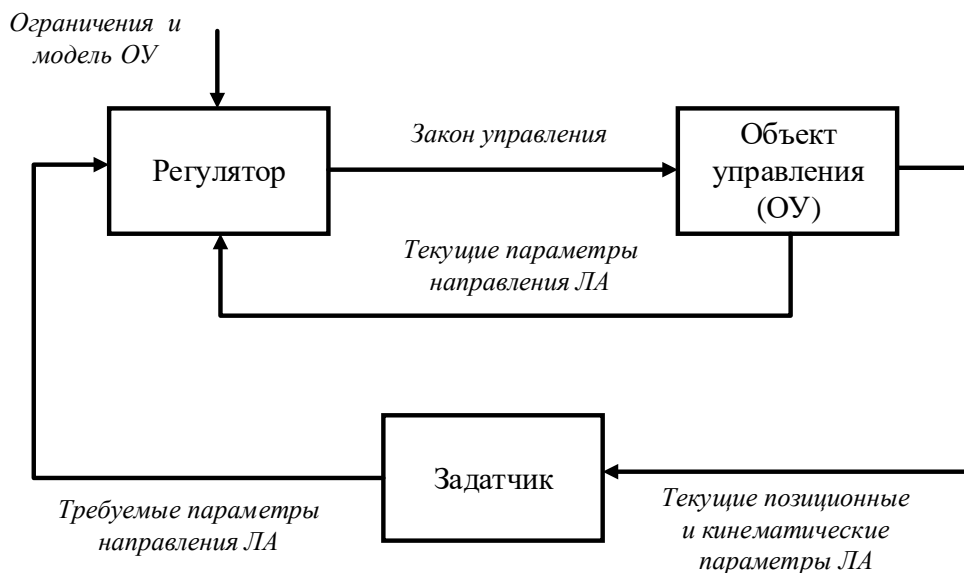 Ограничения и
модель ОУ
Регулятор
Закон управления
Объект
управления
(ОУ)
Текущие параметры
направления ЛА
Задатчик
Требуемые параметры
направления ЛА
Текущие позиционные
и кинематические
параметры ЛА